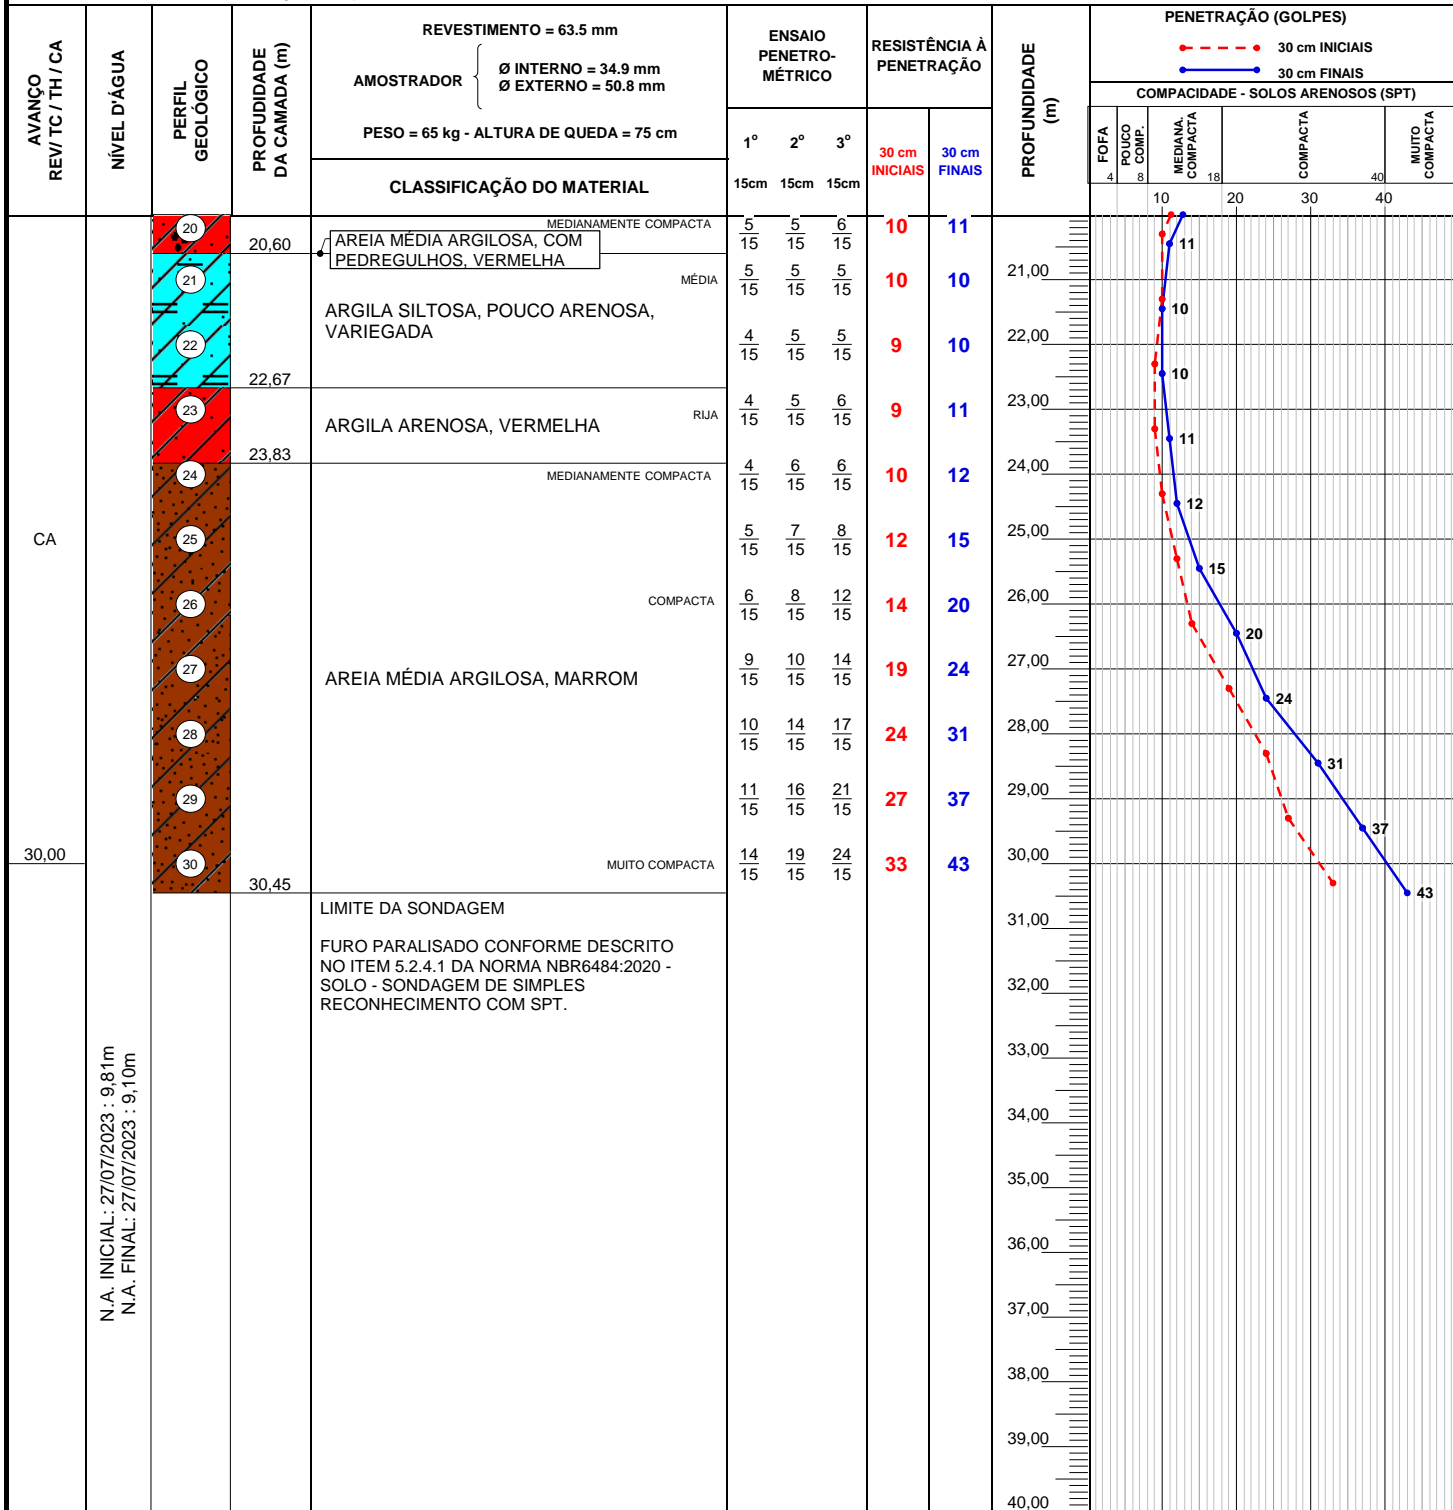 AVANÇO
REV/ TC / TH / CA
NÍVEL D'ÁGUA
PERFIL
GEOLÓGICO
PROFUDIDADE
DA CAMADA (m)
REVESTIMENTO = 63.5 mm
AMOSTRADOR
Ø INTERNO = 34.9 mm
Ø EXTERNO = 50.8 mm
PESO = 65 kg - ALTURA DE QUEDA = 75 cm
CLASSIFICAÇÃO DO MATERIAL
ENSAIO
PENETRO-
MÉTRICO
1º 2º 3º
15cm 15cm 15cm
RESISTÊNCIA À
PENETRAÇÃO
30 cm
INICIAIS
30 cm
FINAIS
PROFUNDIDADE
(m)
PENETRAÇÃO (GOLPES)
30 cm INICIAIS
30 cm FINAIS
COMPACIDADE - SOLOS ARENOSOS (SPT)
FOFA
POUCO
COMP.
MEDIANA.
COMPACTA
COMPACTA
MUITO
COMPACTA
4 8 18 40
10 20 30 40
20 MEDIANAMENTE COMPACTA 5/15 5/15 6/15 10 11
20,60
AREIA MÉDIA ARGILOSA, COM
PEDREGULHOS, VERMELHA
21 MÉDIA 5/15 5/15 5/15 10 10
ARGILA SILTOSA, POUCO ARENOSA,
VARIEGADA
22 4/15 5/15 5/15 9 10
22,67
23 RIJA 4/15 5/15 6/15 9 11
ARGILA ARENOSA, VERMELHA
23,83
24 MEDIANAMENTE COMPACTA 4/15 6/15 6/15 10 12
CA
25 5/15 7/15 8/15 12 15
26 COMPACTA 6/15 8/15 12/15 14 20
27 AREIA MÉDIA ARGILOSA, MARROM 9/15 10/15 14/15 19 24
28 10/15 14/15 17/15 24 31
29 11/15 16/15 21/15 27 37
30,00
30 MUITO COMPACTA 14/15 19/15 24/15 33 43
30,45
LIMITE DA SONDAGEM
FURO PARALISADO CONFORME DESCRITO
NO ITEM 5.2.4.1 DA NORMA NBR6484:2020 -
SOLO - SONDAGEM DE SIMPLES
RECONHECIMENTO COM SPT.
N.A. INICIAL: 27/07/2023 : 9,81m
N.A. FINAL: 27/07/2023 : 9,10m
21,00
22,00
23,00
24,00
25,00
26,00
27,00
28,00
29,00
30,00
31,00
32,00
33,00
34,00
35,00
36,00
37,00
38,00
39,00
40,00
11
10
10
11
12
15
20
24
31
37
43